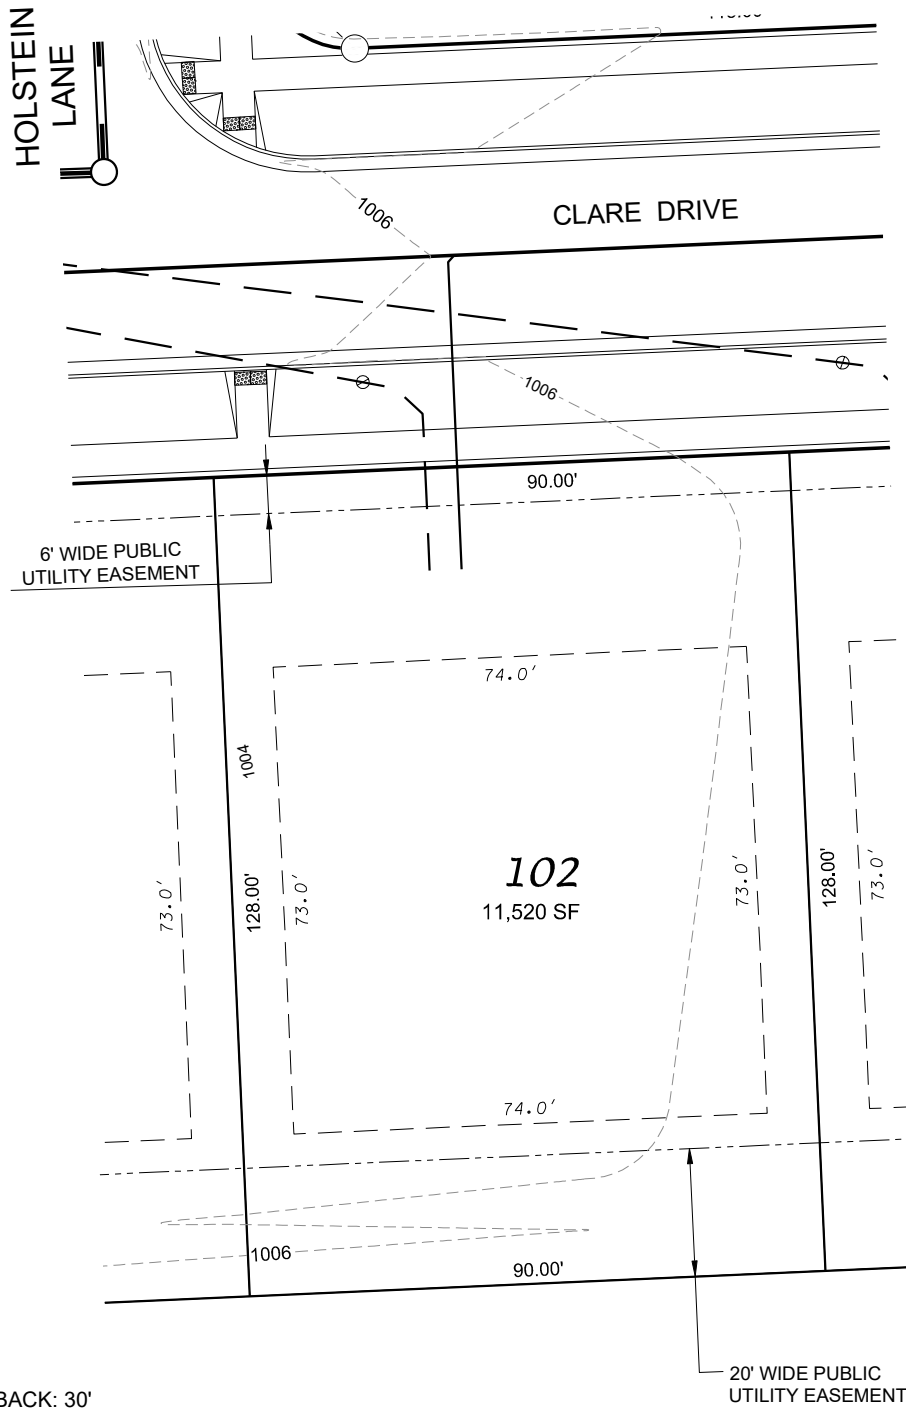 HOLSTEIN
LANE
1006
CLARE DRIVE
1006
90.00'
6' WIDE PUBLIC
UTILITY EASEMENT
74.0'
1004
128.00'
73.0'
73.0'
102
11,520 SF
73.0'
128.00'
73.0'
74.0'
1006
90.00'
20' WIDE PUBLIC
UTILITY EASEMENT
BACK: 30'